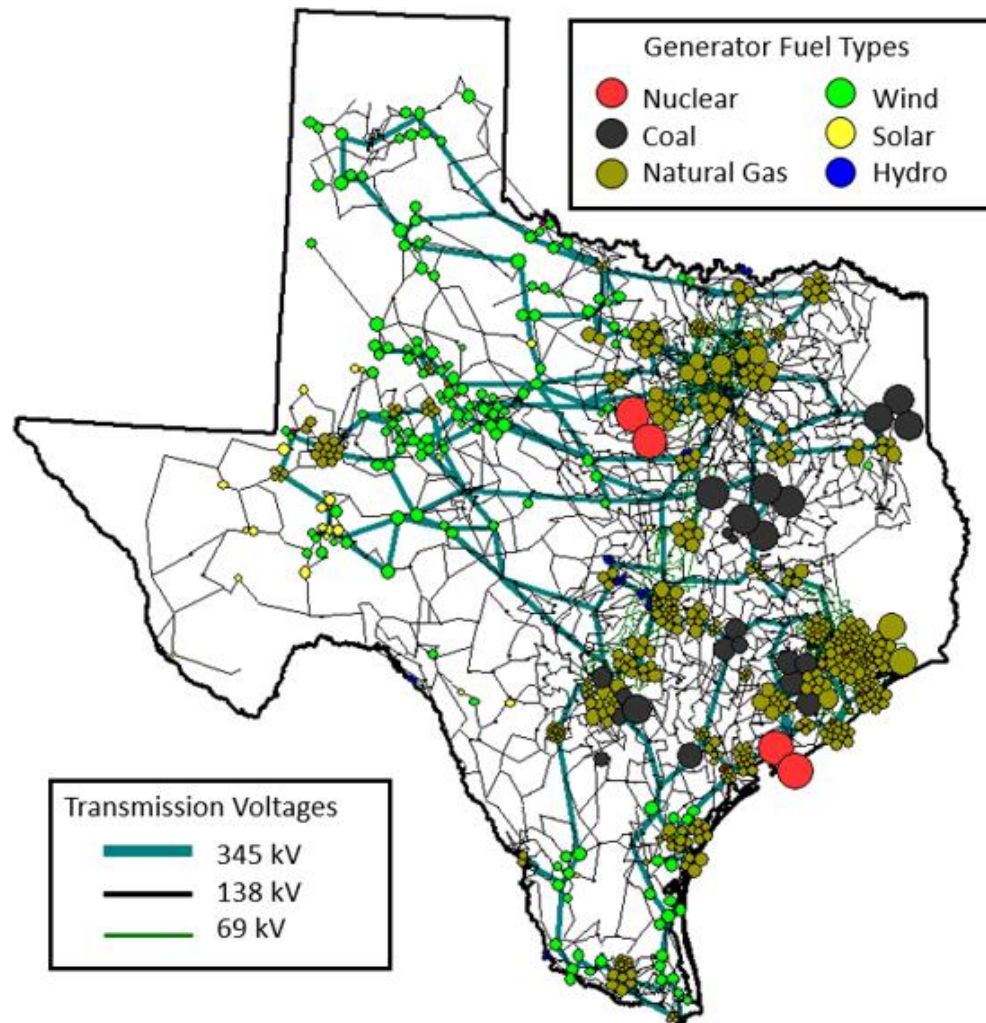 Generator Fuel Types
Nuclear
Wind
Coal
Solar
Natural Gas
Hydro
Transmission Voltages
345 kV
138 kV
69 kV